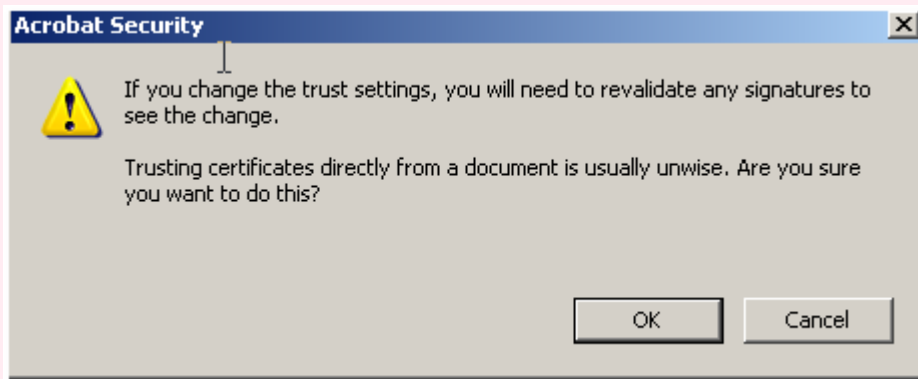 Acrobat Security
If you change the trust settings, you will need to revalidate any signatures to
see the change.
Trusting certificates directly from a document is usually unwise. Are you sure
you want to do this?
OK
Cancel